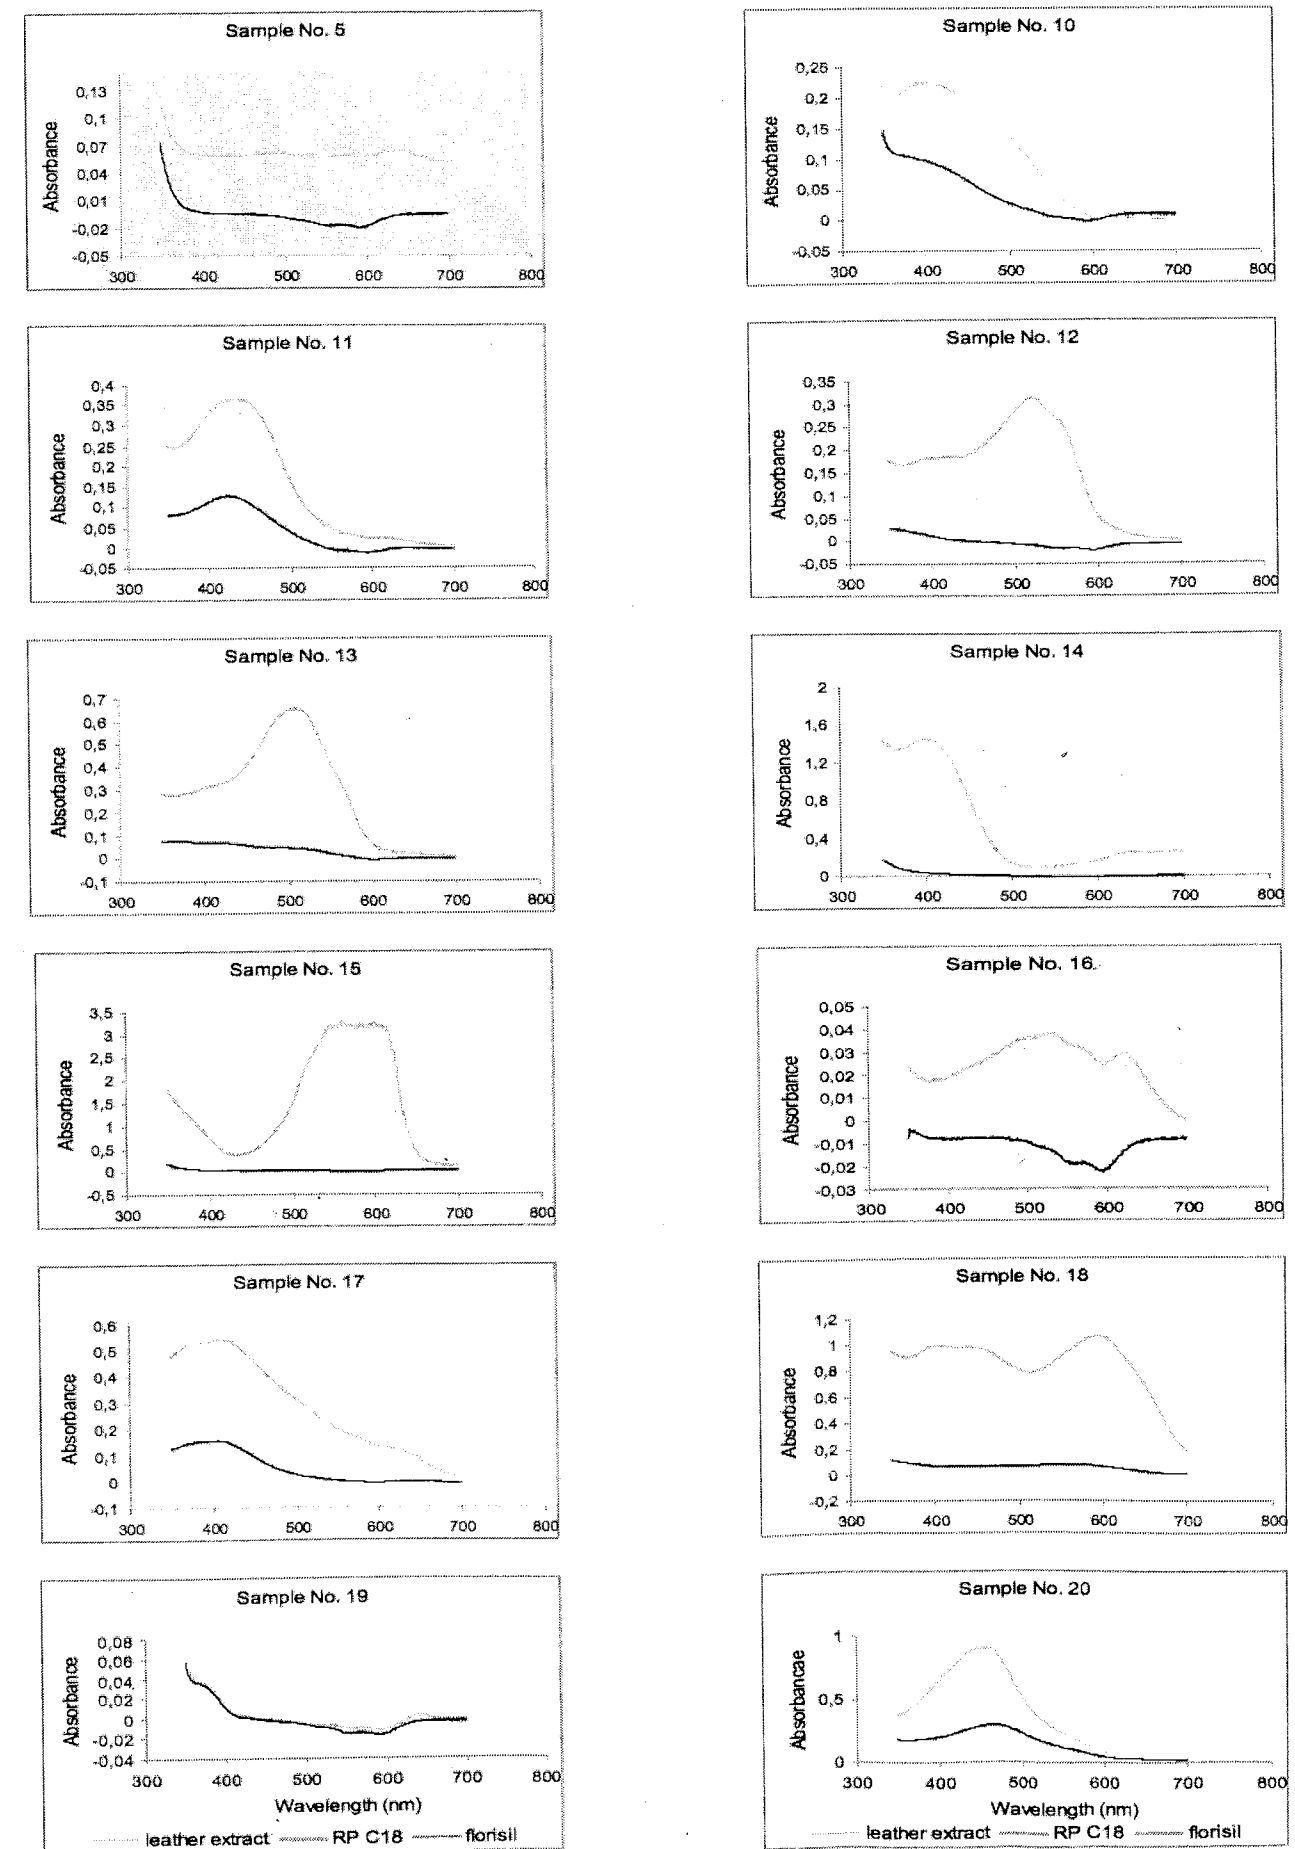 Sample No. 5
Absorbance
0,13
0,1
0,07
0,04
0,01
-0,02
-0,05
300 400 500 600 700 800
Sample No. 10
Absorbance
0,25
0,2
0,15
0,1
0,05
0
-0,05
300 400 500 600 700 800
Sample No. 11
Absorbance
0,4
0,35
0,3
0,25
0,2
0,15
0,1
0,05
0
-0,05
300 400 500 600 700 800
Sample No. 12
Absorbance
0,35
0,3
0,25
0,2
0,15
0,1
0,05
0
-0,05
300 400 500 600 700 800
Sample No. 13
Absorbance
0,7
0,6
0,5
0,4
0,3
0,2
0,1
0
-0,1
300 400 500 600 700 800
Sample No. 14
Absorbance
2
1,6
1,2
0,8
0,4
0
300 400 500 600 700 800
Sample No. 15
Absorbance
3,5
3
2,5
2
1,5
1
0,5
0
-0,5
300 400 500 600 700 800
Sample No. 16
Absorbance
0,05
0,04
0,03
0,02
0,01
0
-0,01
-0,02
-0,03
300 400 500 600 700 800
Sample No. 17
Absorbance
0,6
0,5
0,4
0,3
0,2
0,1
0
-0,1
300 400 500 600 700 800
Sample No. 18
Absorbance
1,2
1
0,8
0,6
0,4
0,2
0
-0,2
300 400 500 600 700 800
Sample No. 19
Absorbance
0,08
0,06
0,04
0,02
0
-0,02
-0,04
300 400 500 600 700 800
Wavelength (nm)
leather extract RP C18 florisil
Sample No. 20
Absorbancae
1
0,5
0
300 400 500 600 700 800
Wavelength (nm)
leather extract RP C18 florisil